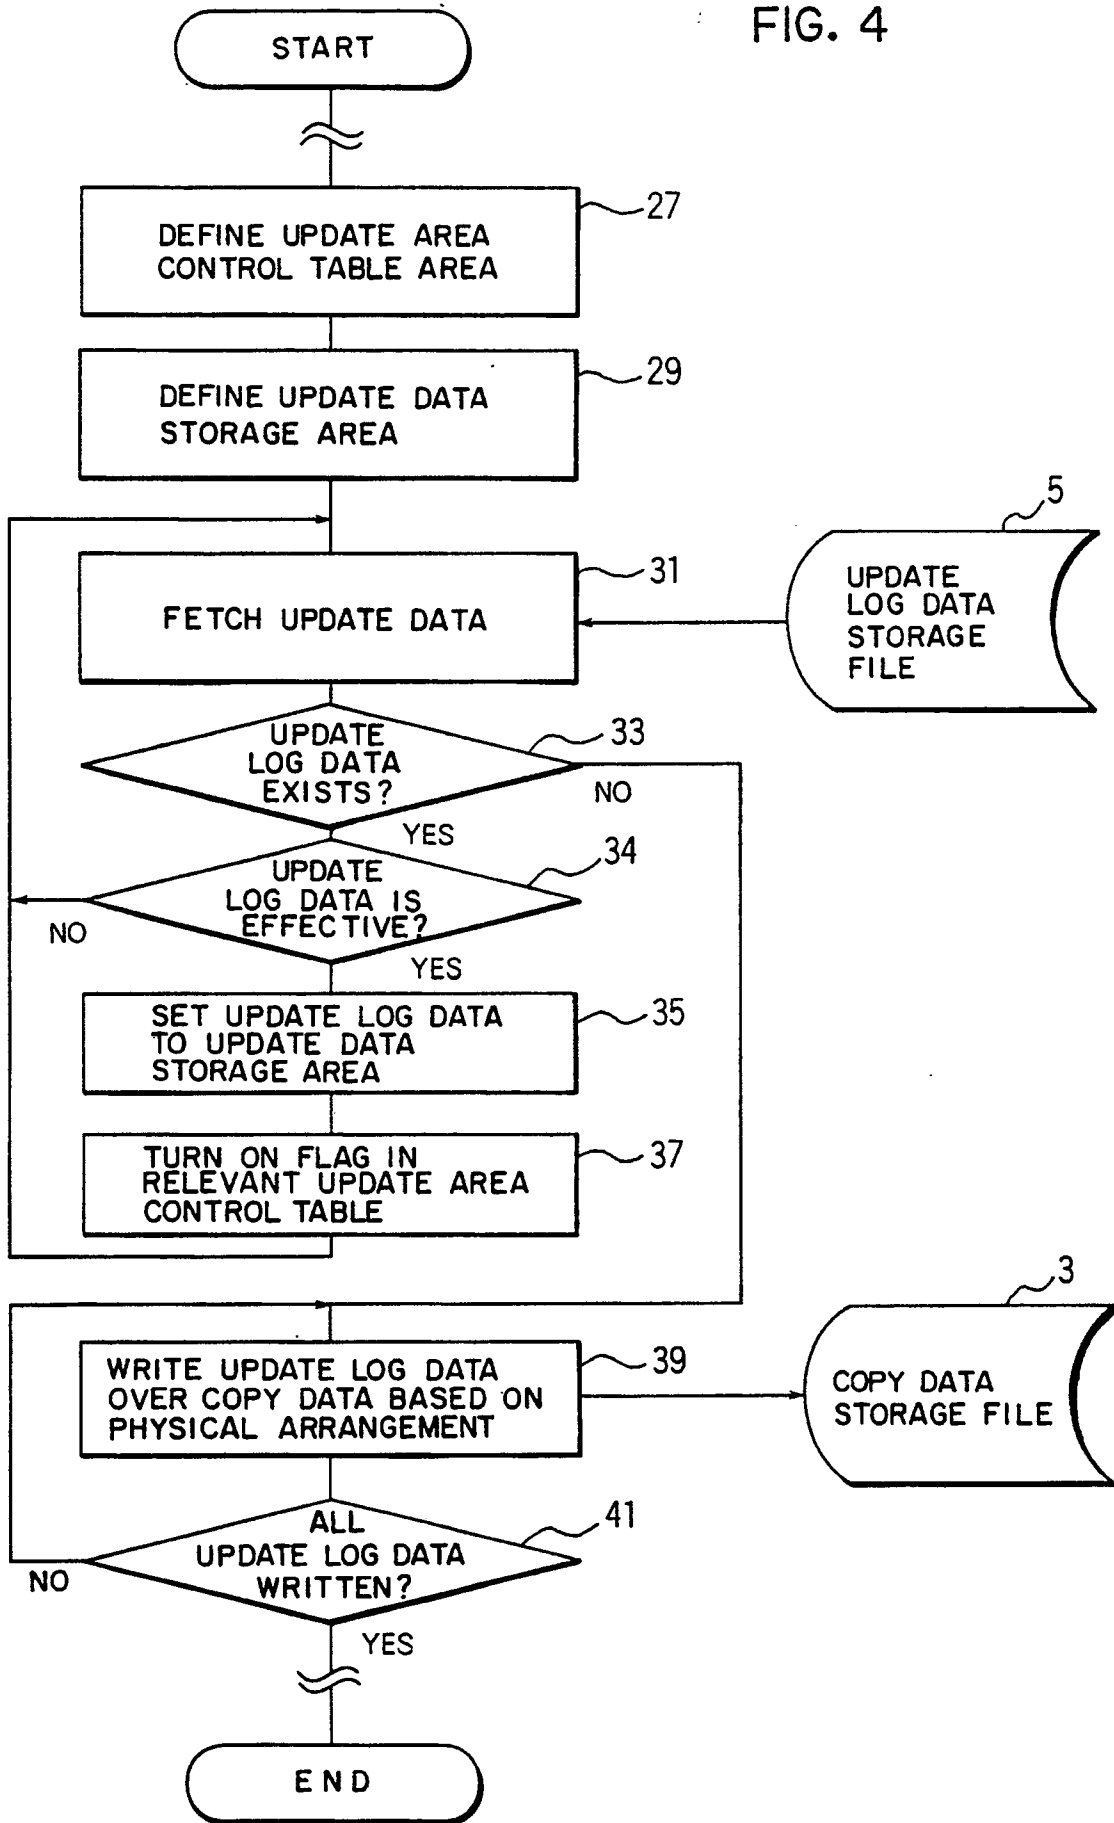 FIG. 4
START
27
DEFINE UPDATE AREA
CONTROL TABLE AREA
29
DEFINE UPDATE DATA
STORAGE AREA
5
31
FETCH UPDATE DATA
UPDATE
LOG DATA
STORAGE
FILE
33
UPDATE
LOG DATA
EXISTS?
NO
YES
34
UPDATE
LOG DATA IS
EFFECTIVE?
NO
YES
35
SET UPDATE LOG DATA
TO UPDATE DATA
STORAGE AREA
37
TURN ON FLAG IN
RELEVANT UPDATE AREA
CONTROL TABLE
3
39
WRITE UPDATE LOG DATA
OVER COPY DATA BASED ON
PHYSICAL ARRANGEMENT
COPY DATA
STORAGE FILE
41
ALL
UPDATE LOG DATA
WRITTEN?
NO
YES
END